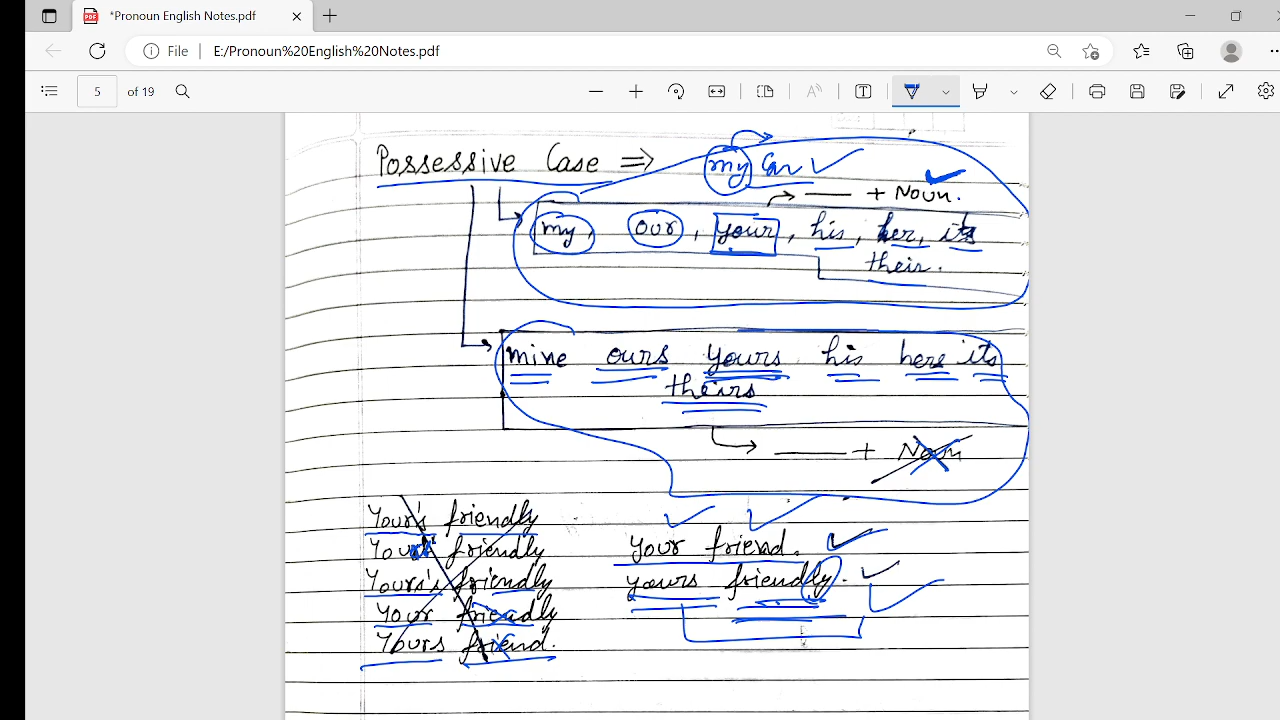 *Pronoun English Notes.pdf
File | E:/Pronoun%20English%20Notes.pdf
5 of 19
Possessive Case ⇒ my Car ✓
—— + Noun. ✓
my, our, your, his, her, its
their.
mine ours yours his hers its
theirs
—— + Noun
Your's friendly
friendly
Yours's friendly
Your friendly
Yours friend.
Your friend. ✓
yours friendly. ✓